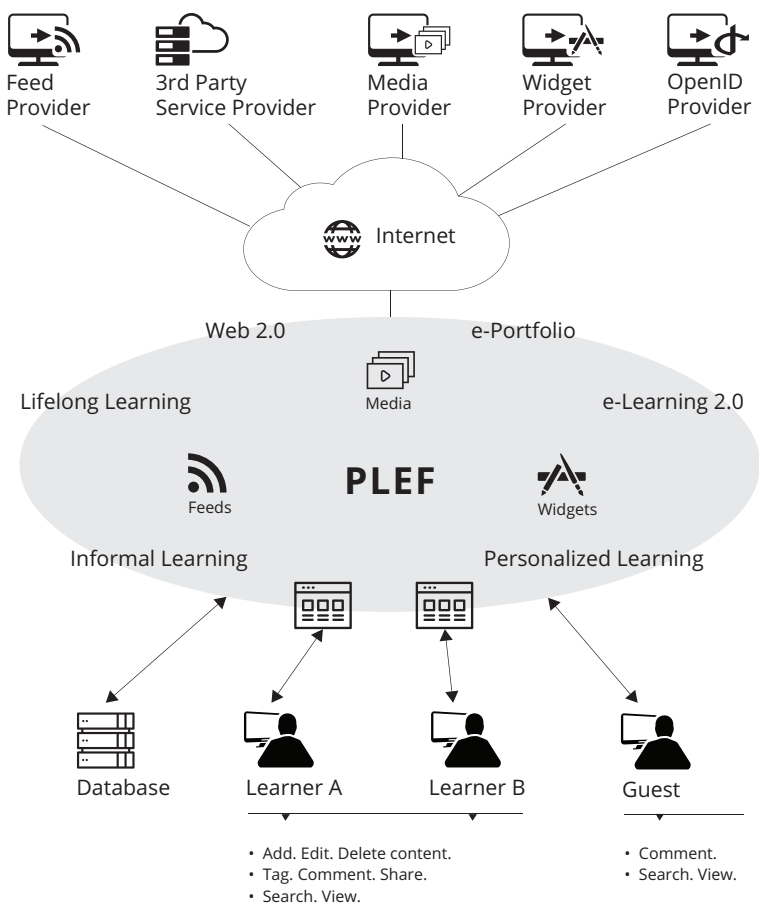 Feed
Provider
3rd Party
Service Provider
Media
Provider
Widget
Provider
OpenID
Provider
www
Internet
Web 2.0
e-Portfolio
Media
Lifelong Learning
e-Learning 2.0
PLEF
Feeds
Widgets
Informal Learning
Personalized Learning
Database
Learner A
Learner B
Guest
• Add. Edit. Delete content.
• Tag. Comment. Share.
• Search. View.
• Comment.
• Search. View.